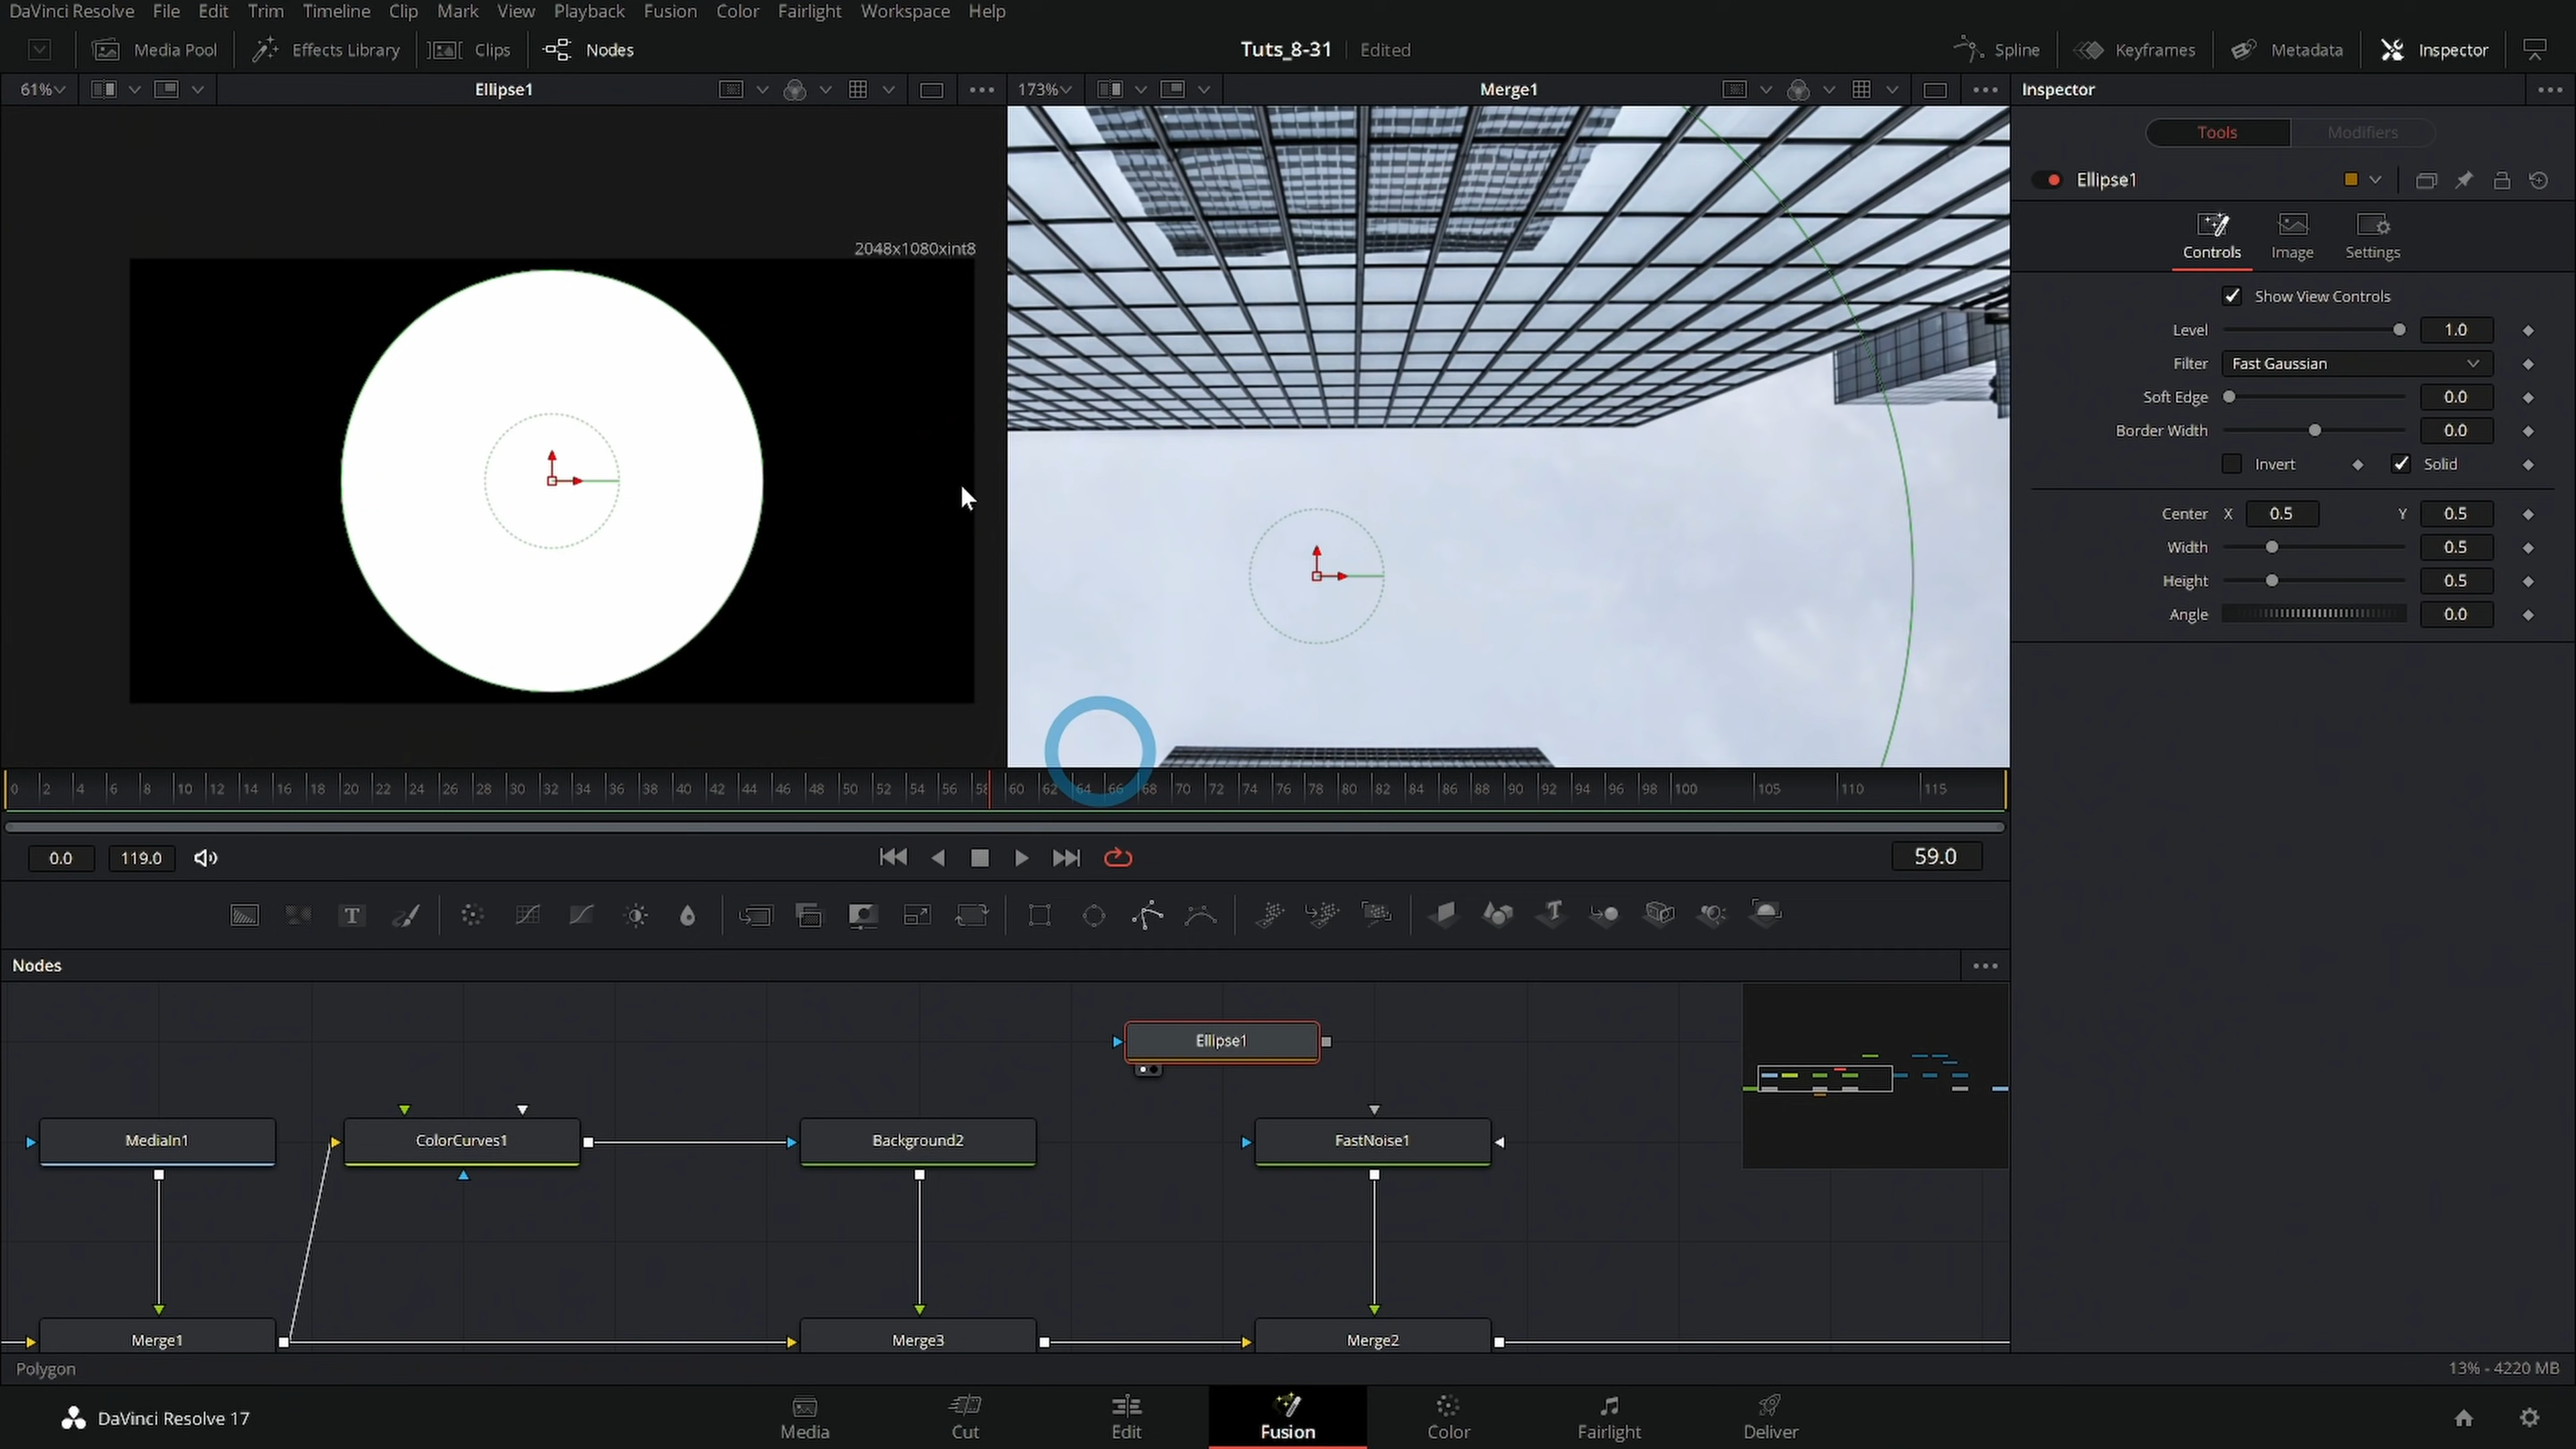 DaVinci Resolve File Edit Trim Timeline Clip Mark View Playback Fusion Color Fairlight Workspace Help
Media Pool Effects Library Clips Nodes Tuts_8-31 Edited Spline Keyframes Metadata Inspector
61% Ellipse1 173% Merge1 Inspector
Tools Modifiers
Ellipse1
Controls Image Settings
2048x1080xint8
Show View Controls
Level 1.0
Filter Fast Gaussian
Soft Edge 0.0
Border Width 0.0
Invert Solid
Center X 0.5 Y 0.5
Width 0.5
Height 0.5
Angle 0.0
0 2 4 6 8 10 12 14 16 18 20 22 24 26 28 30 32 34 36 38 40 42 44 46 48 50 52 54 56 58 60 62 64 66 68 70 72 74 76 78 80 82 84 86 88 90 92 94 96 98 100 105 110 115
0.0 119.0 59.0
T
Nodes
Ellipse1
MediaIn1 ColorCurves1 Background2 FastNoise1
Merge1 Merge3 Merge2
Polygon 13% - 4220 MB
DaVinci Resolve 17 Media Cut Edit Fusion Color Fairlight Deliver